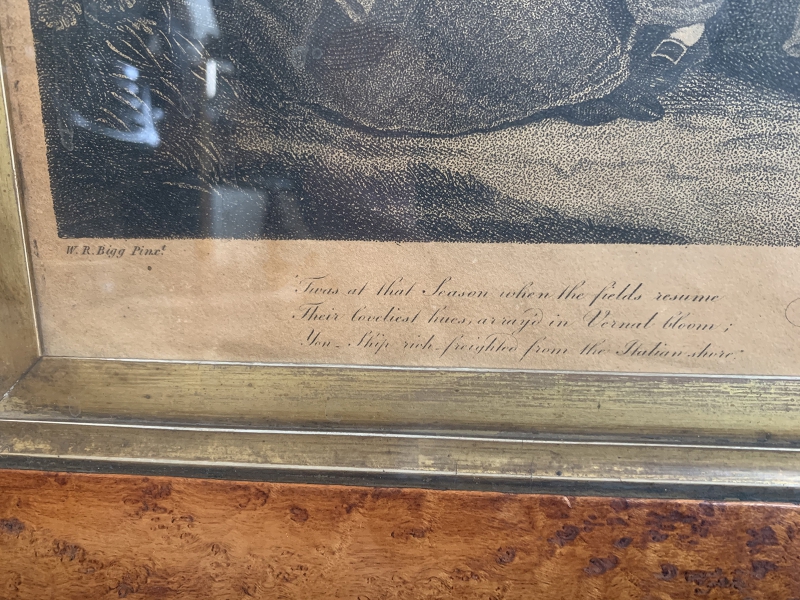 W. R. Bigg Pinxt
'Twas at that Season when the fields resume
Their loveliest hues, array'd in Vernal bloom;
Yon Ship rich-freighted from the Italian shore,